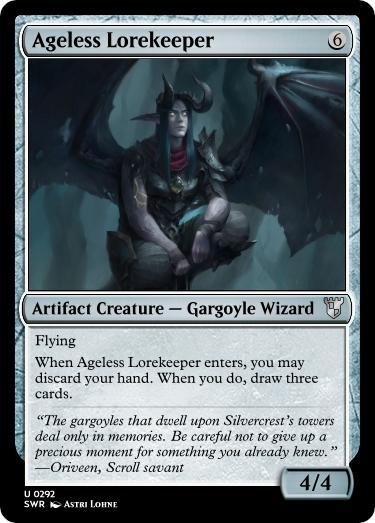 Ageless Lorekeeper 6
Artifact Creature — Gargoyle Wizard
Flying
When Ageless Lorekeeper enters, you may
discard your hand. When you do, draw three
cards.
“The gargoyles that dwell upon Silvercrest’s towers
deal only in memories. Be careful not to give up a
precious moment for something you already knew.”
—Oriveen, Scroll savant
4/4
U 0292
SWR Astri Lohne